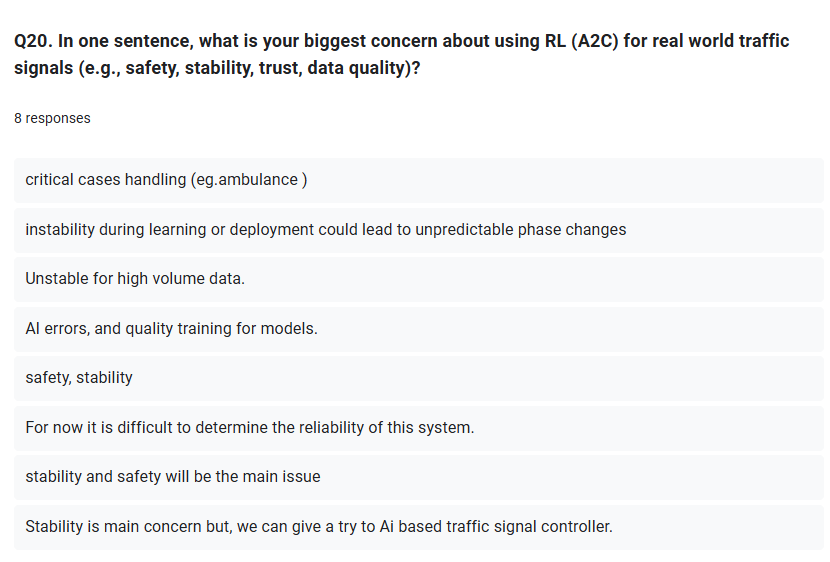 Q20. In one sentence, what is your biggest concern about using RL (A2C) for real world traffic
signals (e.g., safety, stability, trust, data quality)?
8 responses
critical cases handling (eg.ambulance )
instability during learning or deployment could lead to unpredictable phase changes
Unstable for high volume data.
AI errors, and quality training for models.
safety, stability
For now it is difficult to determine the reliability of this system.
stability and safety will be the main issue
Stability is main concern but, we can give a try to Ai based traffic signal controller.